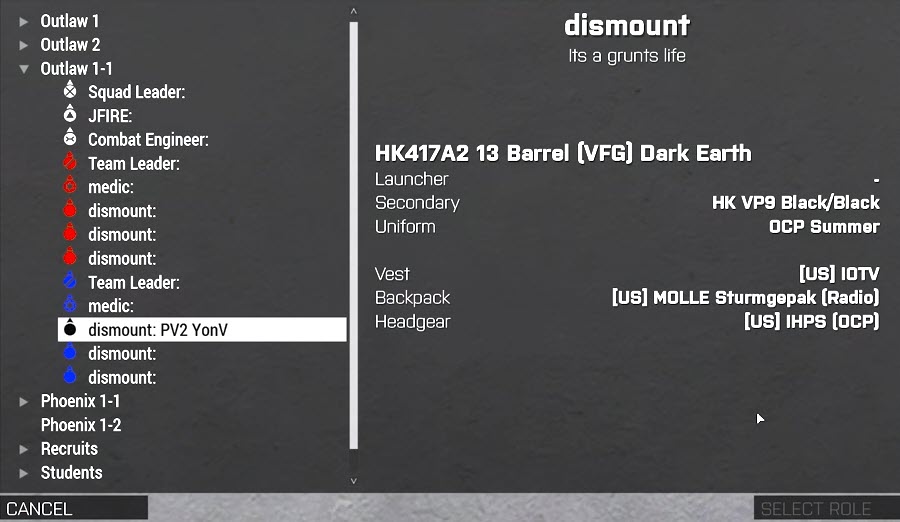 Outlaw 1
Outlaw 2
Outlaw 1-1
Squad Leader:
JFIRE:
Combat Engineer:
Team Leader:
medic:
dismount:
dismount:
dismount:
Team Leader:
medic:
dismount: PV2 YonV
dismount:
dismount:
Phoenix 1-1
Phoenix 1-2
Recruits
Students
dismount
Its a grunts life
HK417A2 13 Barrel (VFG) Dark Earth
Launcher -
Secondary HK VP9 Black/Black
Uniform OCP Summer
Vest [US] IOTV
Backpack [US] MOLLE Sturmgepak (Radio)
Headgear [US] IHPS (OCP)
CANCEL
SELECT ROLE